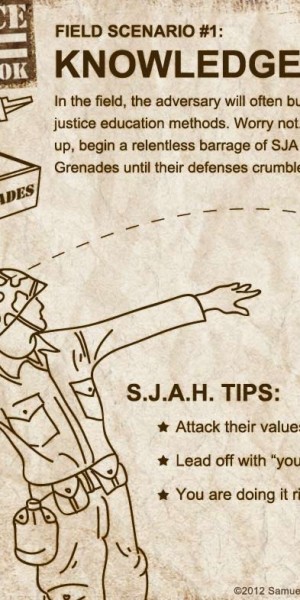 CE
OK
FIELD SCENARIO #1:
KNOWLEDGE
In the field, the adversary will often bu
justice education methods. Worry not.
up, begin a relentless barrage of SJA
Grenades until their defenses crumble
ADES
S.J.A.H. TIPS:
★ Attack their values
★ Lead off with “you
★ You are doing it ri
©2012 Samue